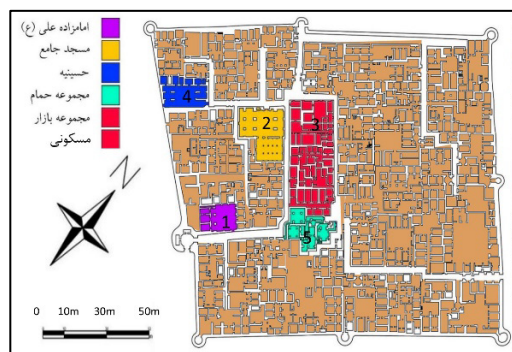 امامزاده علی (ع)
مسجد جامع
حسینیه
مجموعه حمام
مجموعه بازار
مسکونی
N
0 10m 30m 50m
4
2
3
1
5